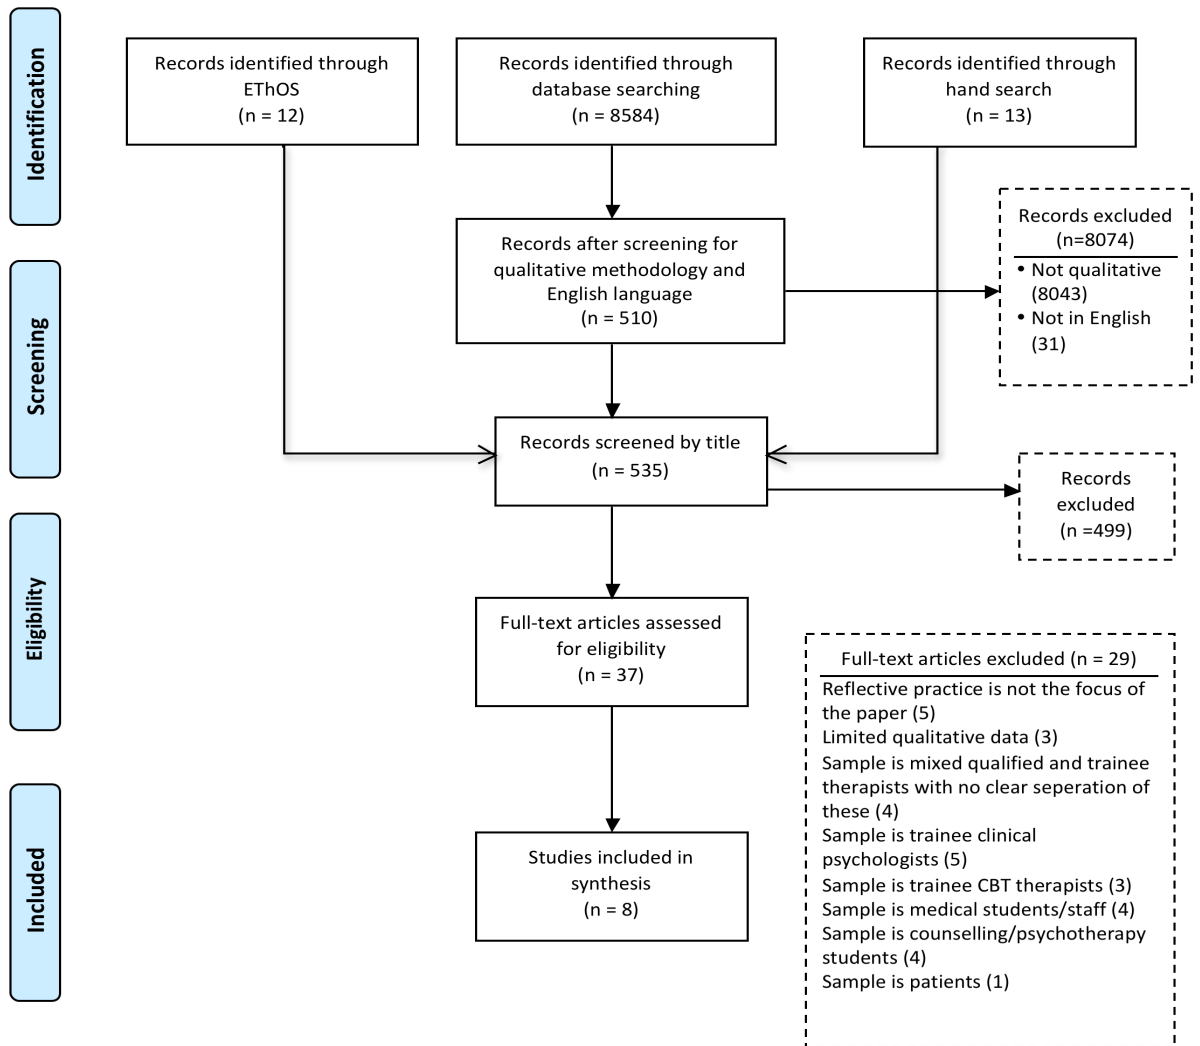 Identification
Records identified through
EThOS
(n = 12)
Records identified through
database searching
(n = 8584)
Records identified through
hand search
(n = 13)
Records after screening for
qualitative methodology and
English language
(n = 510)
Records excluded
(n=8074)
• Not qualitative
(8043)
• Not in English
(31)
Screening
Records screened by title
(n = 535)
Records
excluded
(n =499)
Eligibility
Full-text articles assessed
for eligibility
(n = 37)
Full-text articles excluded (n = 29)
Reflective practice is not the focus of
the paper (5)
Limited qualitative data (3)
Sample is mixed qualified and trainee
therapists with no clear seperation of
these (4)
Sample is trainee clinical
psychologists (5)
Sample is trainee CBT therapists (3)
Sample is medical students/staff (4)
Sample is counselling/psychotherapy
students (4)
Sample is patients (1)
Included
Studies included in
synthesis
(n = 8)